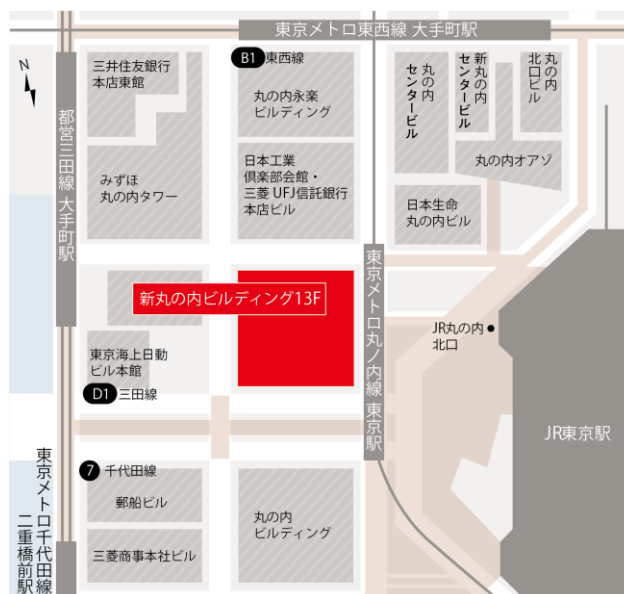 東京メトロ東西線 大手町駅
N
三井住友銀行
本店東館
B1 東西線
丸の内永楽
ビルディング
丸の内
センタービル
新丸の内
センタービル
丸の内
北口ビル
都営三田線 大手町駅
みずほ
丸の内タワー
日本工業
倶楽部会館・
三菱 UFJ信託銀行
本店ビル
丸の内オアゾ
日本生命
丸の内ビル
新丸の内ビルディング13F
東京メトロ丸ノ内線 東京駅
JR丸の内
北口
東京海上日動
ビル本館
D1 三田線
JR東京駅
東京メトロ千代田線
二重橋前駅
7 千代田線
郵船ビル
丸の内
ビルディング
三菱商事本社ビル